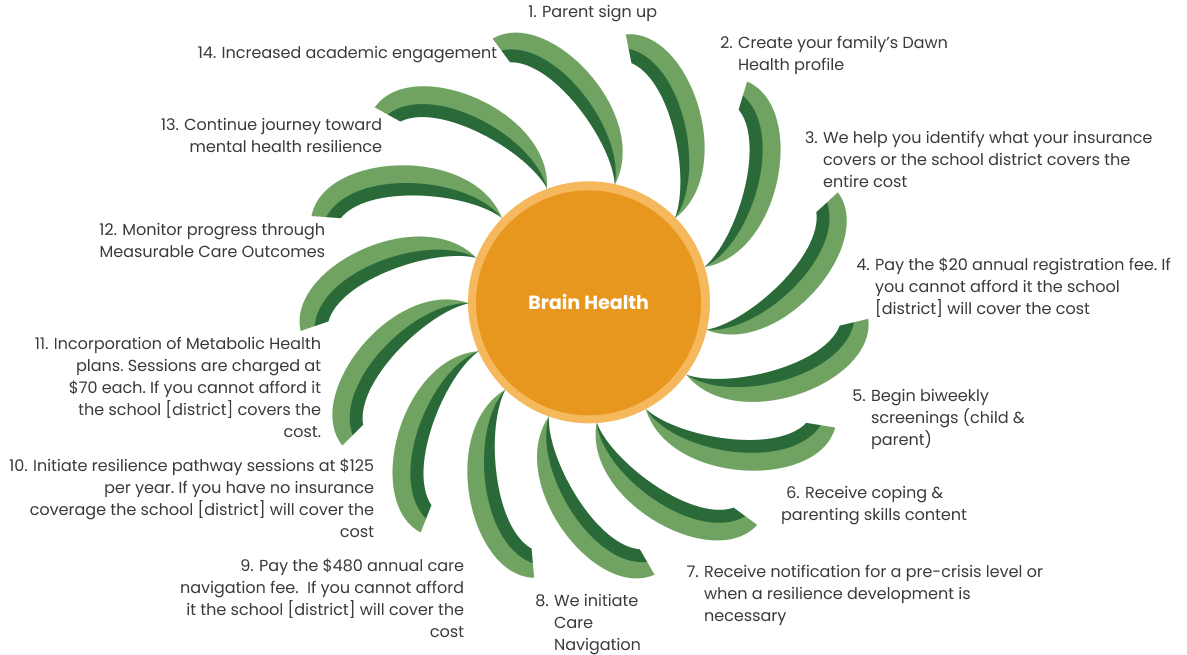 1. Parent sign up
2. Create your family's Dawn
Health profile
3. We help you identify what your insurance
covers or the school district covers the
entire cost
4. Pay the $20 annual registration fee. If
you cannot afford it the school
[district] will cover the cost
5. Begin biweekly
screenings (child &
parent)
6. Receive coping &
parenting skills content
7. Receive notification for a pre-crisis level or
when a resilience development is
necessary
8. We initiate
Care
Navigation
9. Pay the $480 annual care
navigation fee.  If you cannot afford
it the school [district] will cover the
cost
10. Initiate resilience pathway sessions at $125
per year. If you have no insurance
coverage the school [district] will cover the
cost
11. Incorporation of Metabolic Health
plans. Sessions are charged at
$70 each. If you cannot afford it
the school [district] covers the
cost.
12. Monitor progress through
Measurable Care Outcomes
13. Continue journey toward
mental health resilience
14. Increased academic engagement
Brain Health